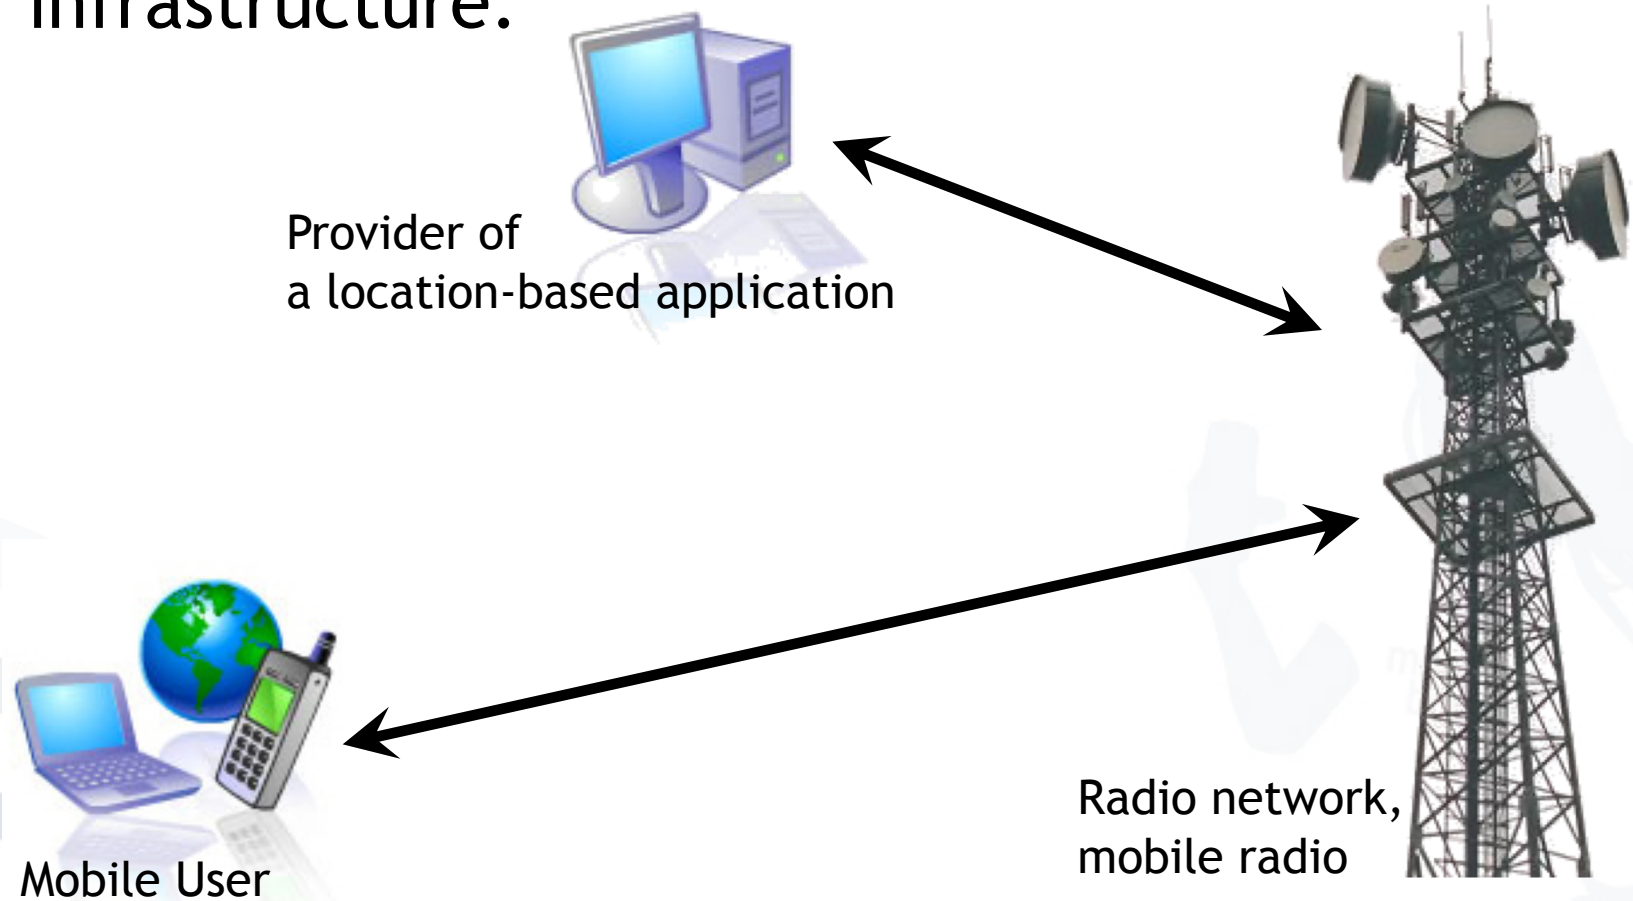 infrastructure.
Provider of
a location-based application
Radio network,
mobile radio
Mobile User